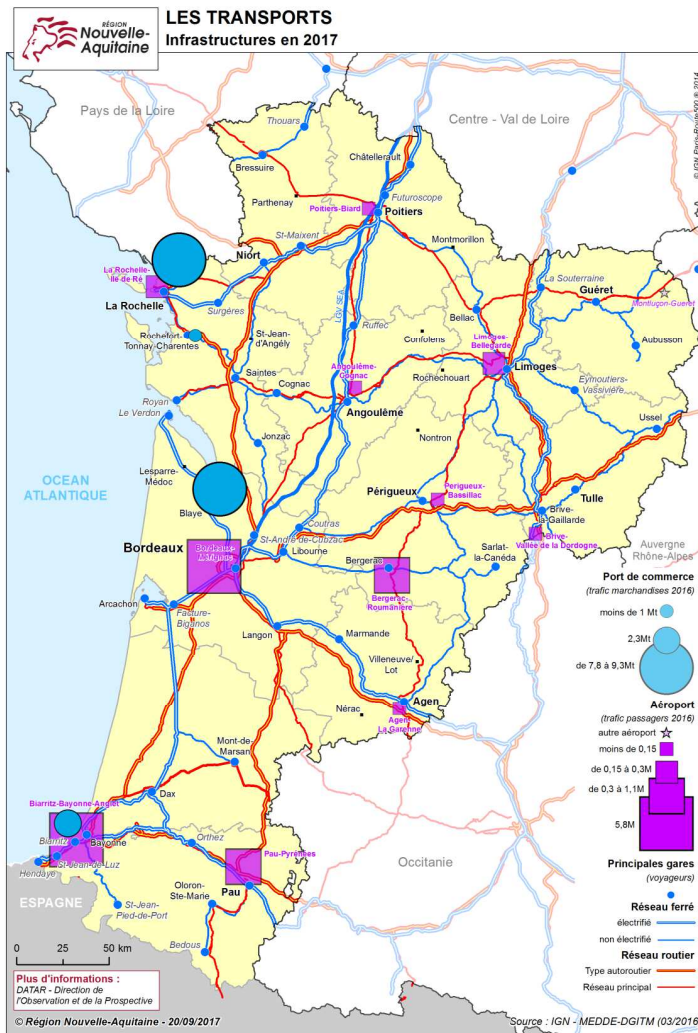 RÉGION
Nouvelle-
Aquitaine
LES TRANSPORTS
Infrastructures en 2017
Pays de la Loire
Centre - Val de Loire
Thouars
Bressuire
Châtellerault
Parthenay
Futuroscope
Poitiers-Biard
Poitiers
St-Maixent
Niort
Montmorillon
La Rochelle-
Ile de Ré
La Rochelle
Surgères
La Souterraine
Guéret
Montluçon-Guéret
LGV SEA
Ruffec
Bellac
Rochefort-
Tonnay-Charentes
St-Jean-
d'Angély
Confolens
Limoges-
Bellegarde
Aubusson
Saintes
Cognac
Angoulême-
Cognac
Rochechouart
Limoges
Royan
Le Verdon
Angoulême
Eymoutiers-
Vassivière
Ussel
Jonzac
Nontron
Lesparre-
Médoc
OCEAN
ATLANTIQUE
Blaye
Périgueux
Perigueux-
Bassillac
Tulle
Coutras
St-André de-Cubzac
Brive-
la-Gaillarde
Bordeaux
Bordeaux-
Mérignac
Libourne
Brive-
Vallée de la Dordogne
Auvergne
Rhône-Alpes
Bergerac
Sarlat-
la-Canéda
Bergerac
Roumanière
Arcachon
Facture-
Biganos
Langon
Marmande
Villeneuve/
Lot
Nérac
Agen
Agen
La Garenne
Mont-de
Marsan
Dax
Biarritz-Bayonne-Anglet
Biarritz
Bayonne
Orthez
Pau-Pyrénées
St-Jean-de-Luz
Hendaye
Occitanie
Oloron-
Ste-Marie
Pau
ESPAGNE
St-Jean-
Pied-de-Port
Bedous
Port de commerce
(trafic marchandises 2016)
moins de 1 Mt
2,3Mt
de 7,8 à 9,3Mt
Aéroport
(trafic passagers 2016)
autre aéroport
moins de 0,15
de 0,15 à 0,3M
de 0,3 à 1,1M
5,8M
Principales gares
(voyageurs)
Réseau ferré
électrifié
non électrifié
Réseau routier
Type autoroutier
Réseau principal
0 25 50 km
Plus d'informations :
DATAR - Direction de
l'Observation et de la Prospective
© Région Nouvelle-Aquitaine - 20/09/2017
Source : IGN - MEDDE-DGITM (03/2016)